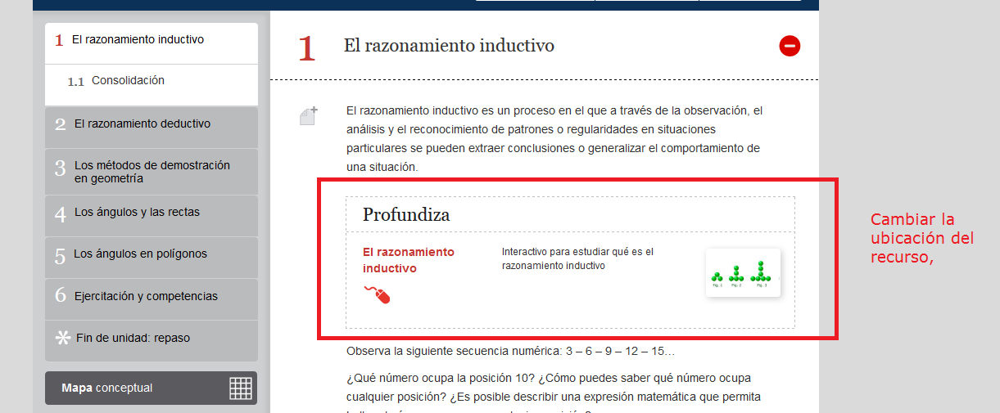 1 El razonamiento inductivo
1.1 Consolidación
2 El razonamiento deductivo
3 Los métodos de demostración
en geometría
4 Los ángulos y las rectas
5 Los ángulos en polígonos
6 Ejercitación y competencias
* Fin de unidad: repaso
Mapa conceptual
1 El razonamiento inductivo
El razonamiento inductivo es un proceso en el que a través de la observación, el
análisis y el reconocimiento de patrones o regularidades en situaciones
particulares se pueden extraer conclusiones o generalizar el comportamiento de
una situación.
Profundiza
El razonamiento
inductivo
Interactivo para estudiar qué es el
razonamiento inductivo
Fig. 1 Fig. 2 Fig. 3
Observa la siguiente secuencia numérica: 3 – 6 – 9 – 12 – 15…
¿Qué número ocupa la posición 10? ¿Cómo puedes saber qué número ocupa
cualquier posición? ¿Es posible describir una expresión matemática que permita
Cambiar la
ubicación del
recurso,